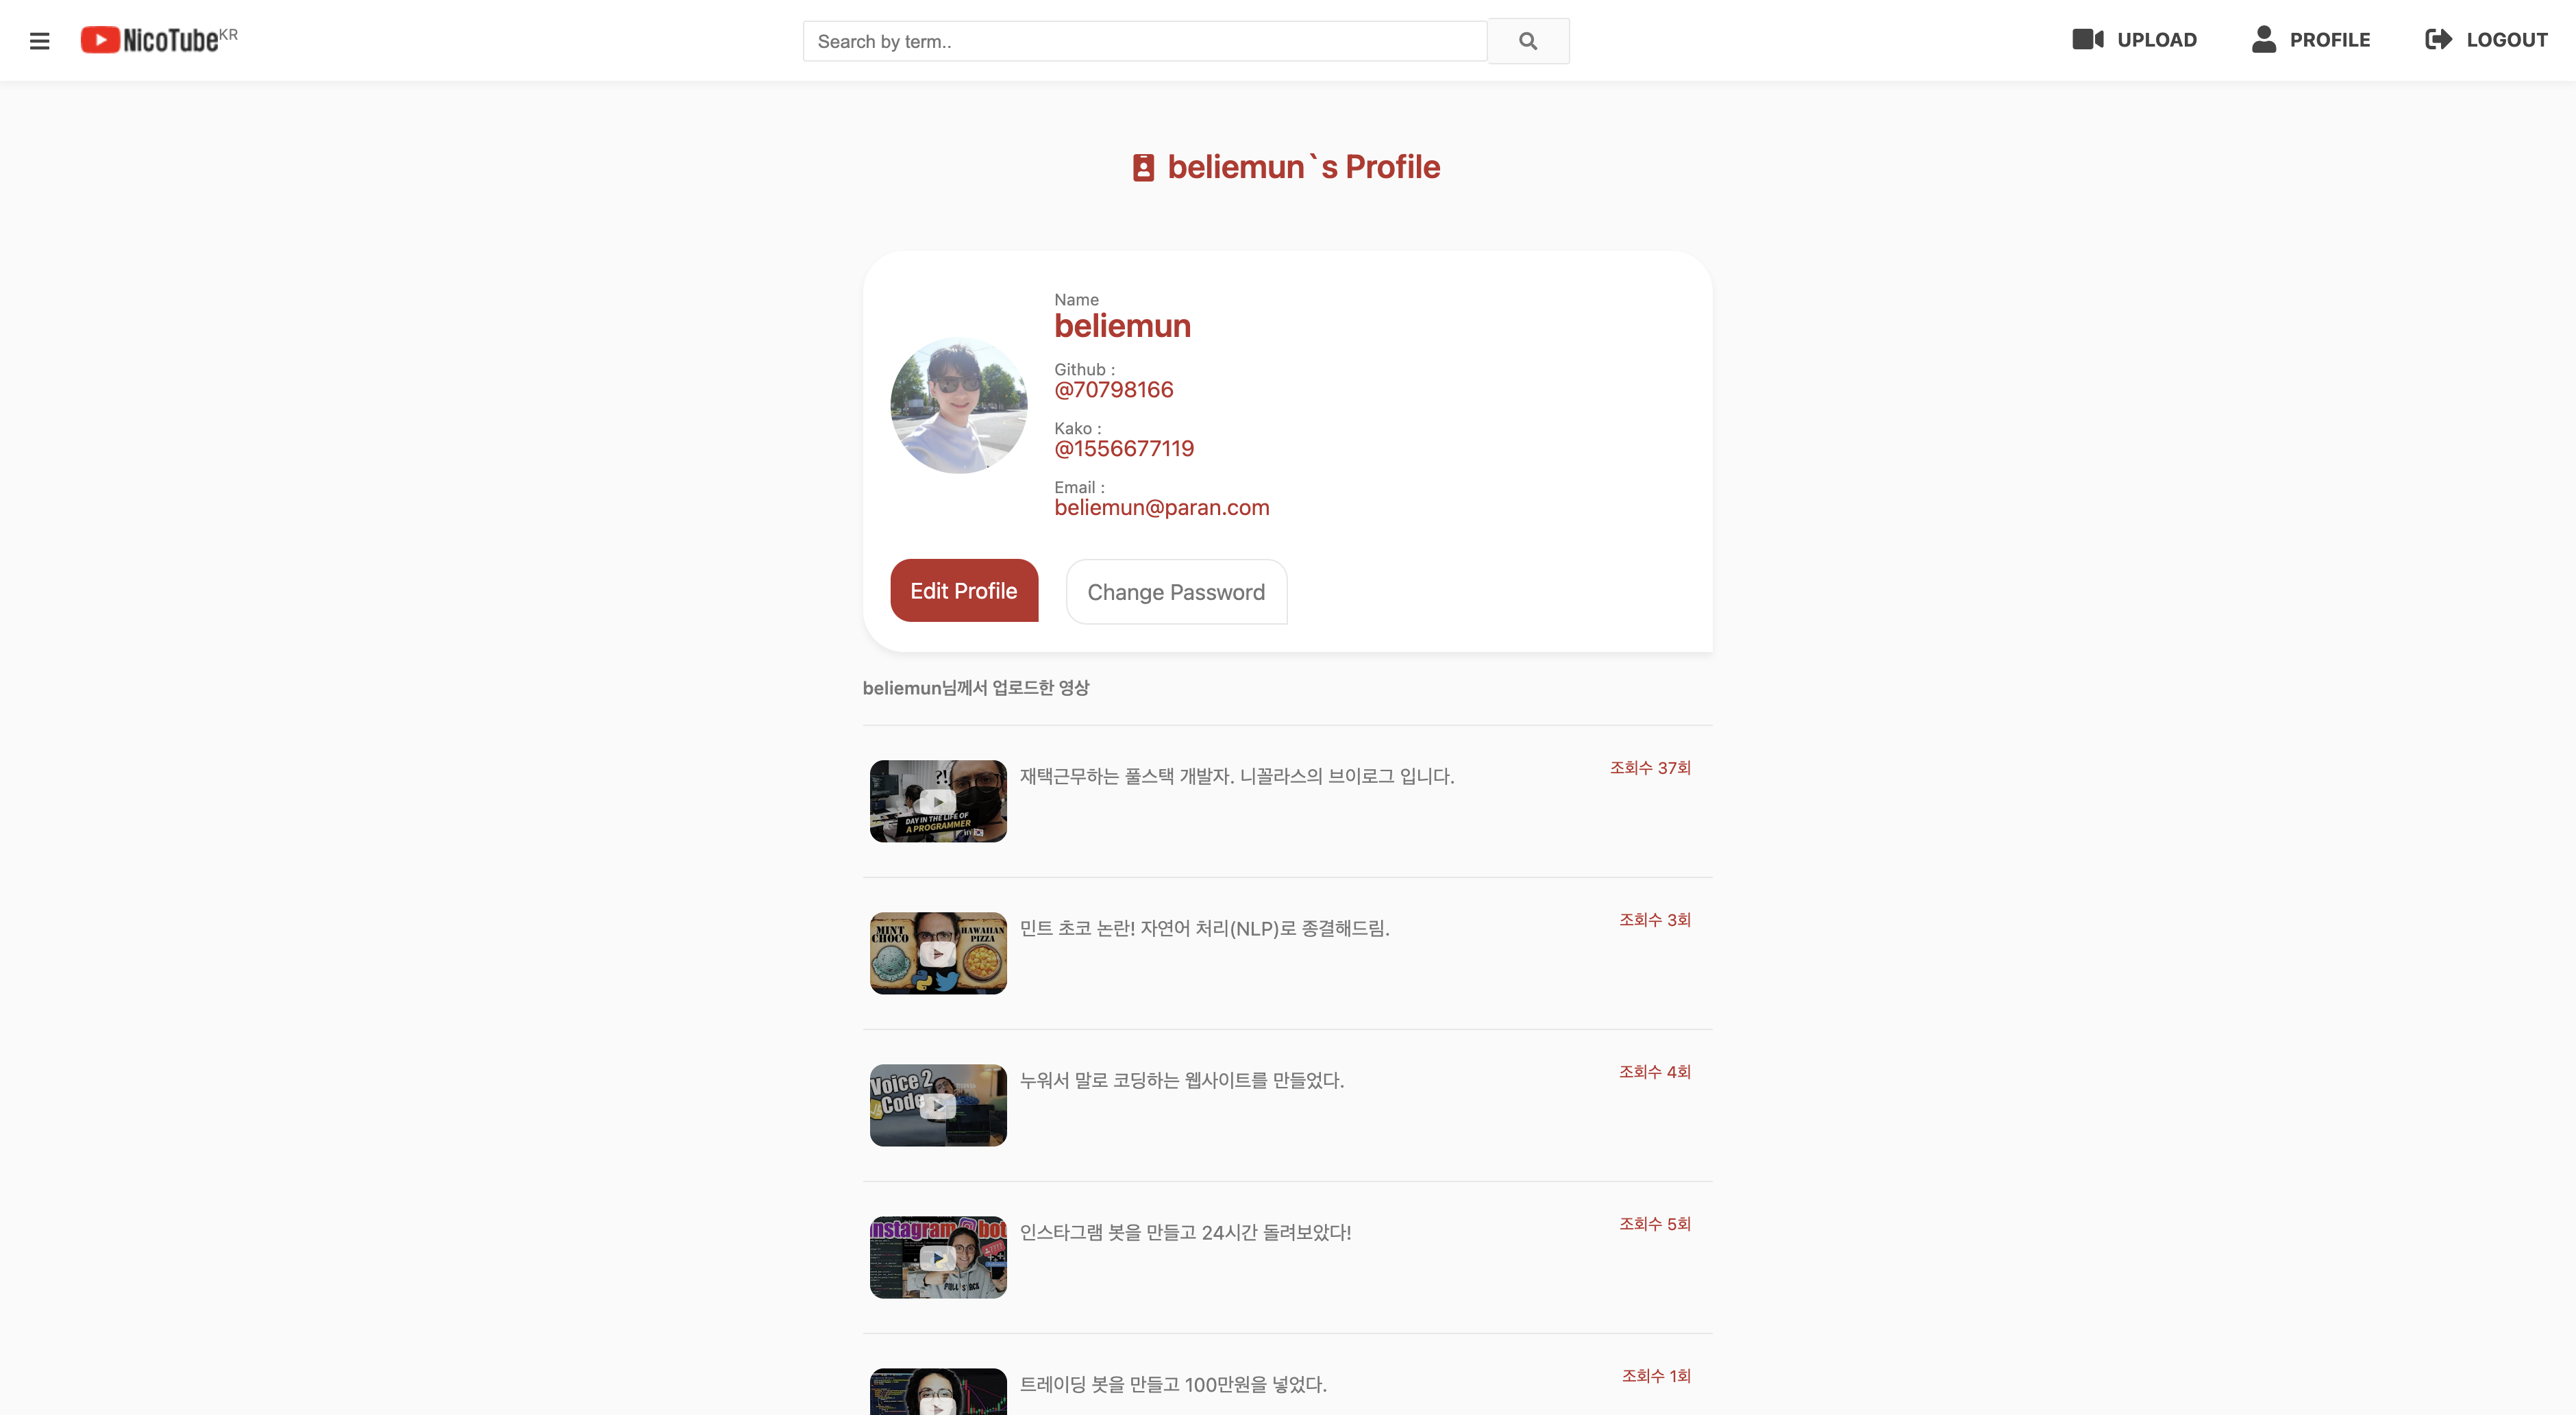 NicoTube KR
Search by term..
UPLOAD
PROFILE
LOGOUT
beliemun`s Profile
Name
beliemun
Github :
@70798166
Kako :
@1556677119
Email :
beliemun@paran.com
Edit Profile
Change Password
beliemun님께서 업로드한 영상
?!
DAY IN THE LIFE OF
A PROGRAMMER
재택근무하는 풀스택 개발자. 니꼴라스의 브이로그 입니다.
조회수 37회
MINT
CHOCO
HAWAIIAN
PIZZA
민트 초코 논란! 자연어 처리(NLP)로 종결해드림.
조회수 3회
Voice 2
Code
누워서 말로 코딩하는 웹사이트를 만들었다.
조회수 4회
nstagram bot
인스타그램 봇을 만들고 24시간 돌려보았다!
조회수 5회
트레이딩 봇을 만들고 100만원을 넣었다.
조회수 1회